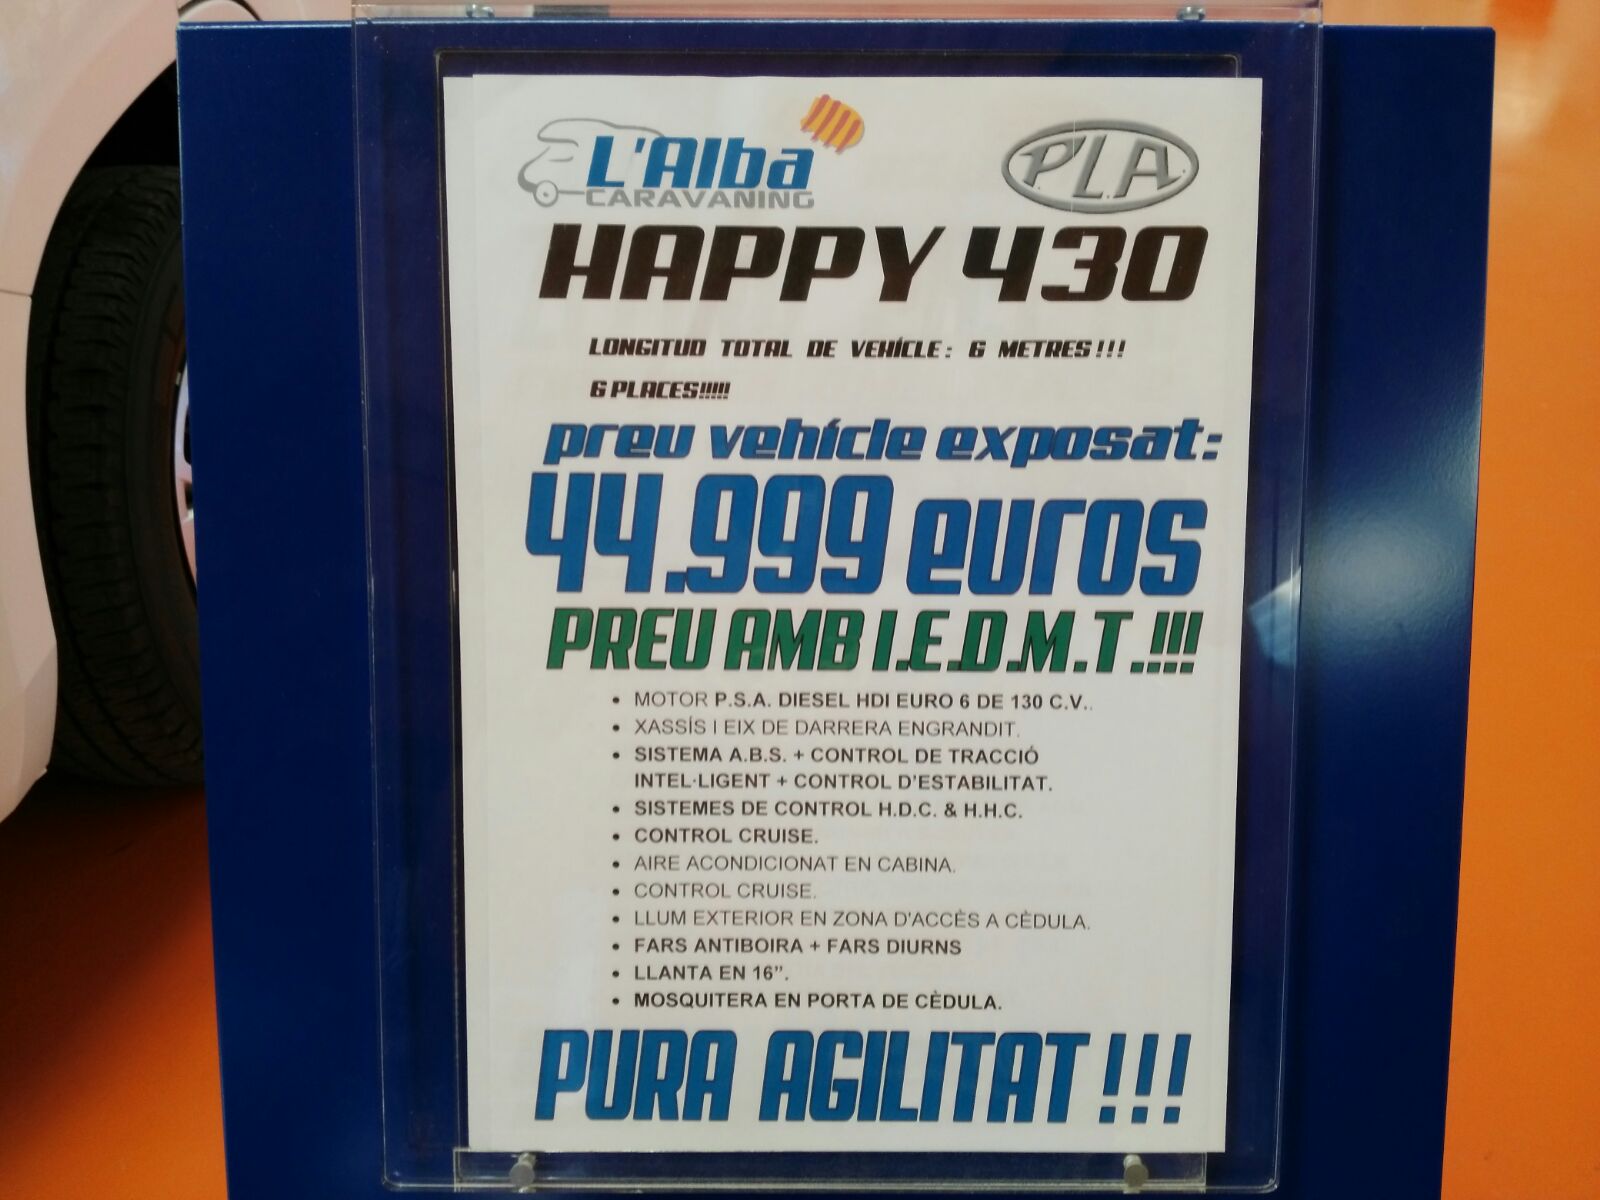 L'Alba
CARAVANING
P.L.A.
HAPPY 430
LONGITUD TOTAL DE VEHÍCLE: 6 METRES!!!
6 PLACES!!!!!
preu vehícle exposat:
44.999 euros
PREU AMB I.E.D.M.T.!!!
• MOTOR P.S.A. DIESEL HDI EURO 6 DE 130 C.V..
• XASSÍS I EIX DE DARRERA ENGRANDIT.
• SISTEMA A.B.S. + CONTROL DE TRACCIÓ
INTEL·LIGENT + CONTROL D'ESTABILITAT.
• SISTEMES DE CONTROL H.D.C. & H.H.C.
• CONTROL CRUISE.
• AIRE ACONDICIONAT EN CABINA.
• CONTROL CRUISE.
• LLUM EXTERIOR EN ZONA D'ACCÈS A CÈDULA.
• FARS ANTIBOIRA + FARS DIURNS
• LLANTA EN 16”.
• MOSQUITERA EN PORTA DE CÈDULA.
PURA AGILITAT!!!